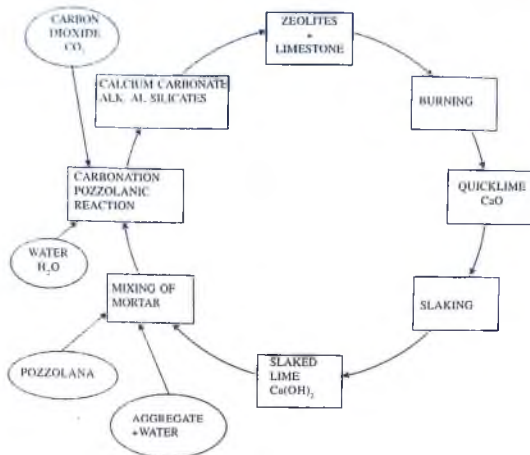 CARBON
DIOXIDE
CO₂
ZEOLITES
+
LIMESTONE
CALCIUM CARBONATE
ALK. AL SILICATES
BURNING
CARBONATION
POZZOLANIC
REACTION
QUICKLIME
CaO
WATER
H₂O
MIXING OF
MORTAR
SLAKING
POZZOLANA
SLAKED
LIME
Ca(OH)₂
AGGREGATE
+WATER